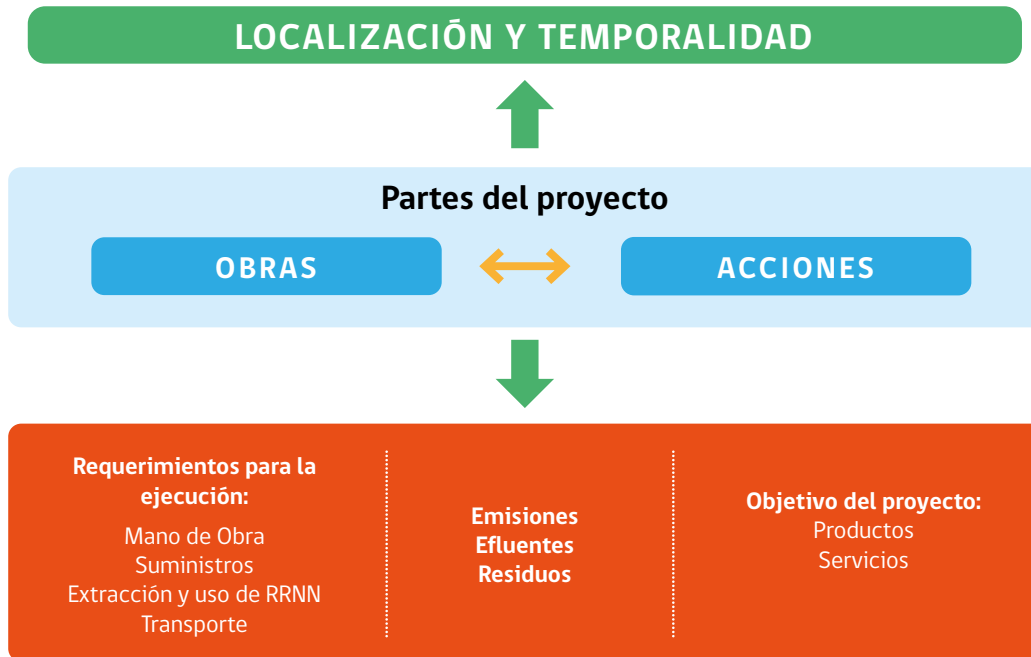 LOCALIZACIÓN Y TEMPORALIDAD
Partes del proyecto
OBRAS
ACCIONES
Requerimientos para la
ejecución:
Mano de Obra
Suministros
Extracción y uso de RRNN
Transporte
Emisiones
Efluentes
Residuos
Objetivo del proyecto:
Productos
Servicios